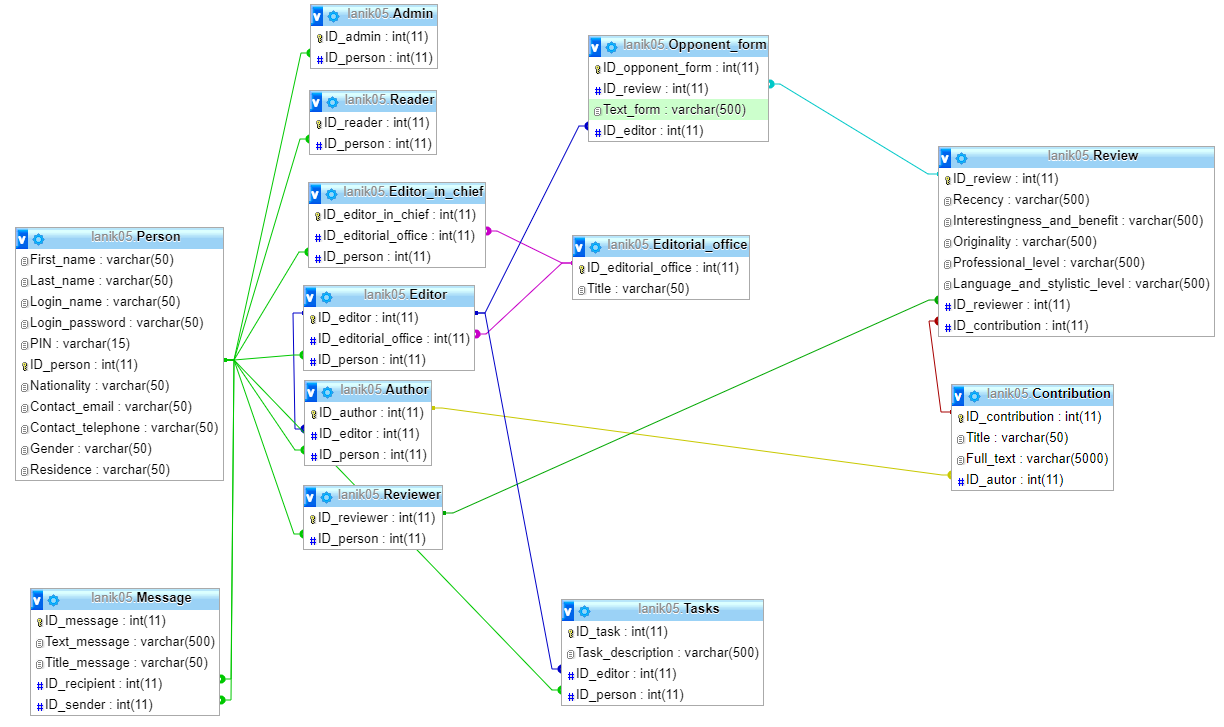 lanik05.Admin
ID_admin : int(11)
ID_person : int(11)
lanik05.Reader
ID_reader : int(11)
ID_person : int(11)
lanik05.Editor_in_chief
ID_editor_in_chief : int(11)
ID_editorial_office : int(11)
ID_person : int(11)
lanik05.Person
First_name : varchar(50)
Last_name : varchar(50)
Login_name : varchar(50)
Login_password : varchar(50)
PIN : varchar(15)
ID_person : int(11)
Nationality : varchar(50)
Contact_email : varchar(50)
Contact_telephone : varchar(50)
Gender : varchar(50)
Residence : varchar(50)
lanik05.Editor
ID_editor : int(11)
ID_editorial_office : int(11)
ID_person : int(11)
lanik05.Author
ID_author : int(11)
ID_editor : int(11)
ID_person : int(11)
lanik05.Reviewer
ID_reviewer : int(11)
ID_person : int(11)
lanik05.Message
ID_message : int(11)
Text_message : varchar(500)
Title_message : varchar(50)
ID_recipient : int(11)
ID_sender : int(11)
lanik05.Opponent_form
ID_opponent_form : int(11)
ID_review : int(11)
Text_form : varchar(500)
ID_editor : int(11)
lanik05.Editorial_office
ID_editorial_office : int(11)
Title : varchar(50)
lanik05.Tasks
ID_task : int(11)
Task_description : varchar(500)
ID_editor : int(11)
ID_person : int(11)
lanik05.Review
ID_review : int(11)
Recency : varchar(500)
Interestingness_and_benefit : varchar(500)
Originality : varchar(500)
Professional_level : varchar(500)
Language_and_stylistic_level : varchar(500)
ID_reviewer : int(11)
ID_contribution : int(11)
lanik05.Contribution
ID_contribution : int(11)
Title : varchar(50)
Full_text : varchar(5000)
ID_autor : int(11)